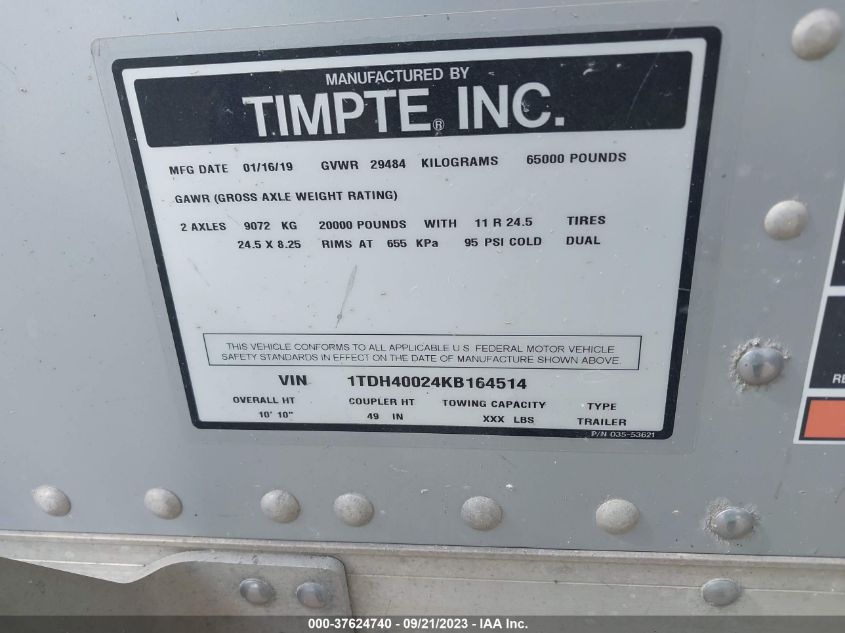 MANUFACTURED BY
TIMPTE® INC.
MFG DATE 01/16/19 GVWR 29484 KILOGRAMS 65000 POUNDS
GAWR (GROSS AXLE WEIGHT RATING)
2 AXLES 9072 KG 20000 POUNDS WITH 11 R 24.5 TIRES
24.5 X 8.25 RIMS AT 655 KPa 95 PSI COLD DUAL
THIS VEHICLE CONFORMS TO ALL APPLICABLE U.S. FEDERAL MOTOR VEHICLE
SAFETY STANDARDS IN EFFECT ON THE DATE OF MANUFACTURE SHOWN ABOVE.
VIN 1TDH40024KB164514
OVERALL HT COUPLER HT TOWING CAPACITY TYPE
10' 10" 49 IN XXX LBS TRAILER
P/N 035-53621
RE
000-37624740 - 09/21/2023 - IAA Inc.